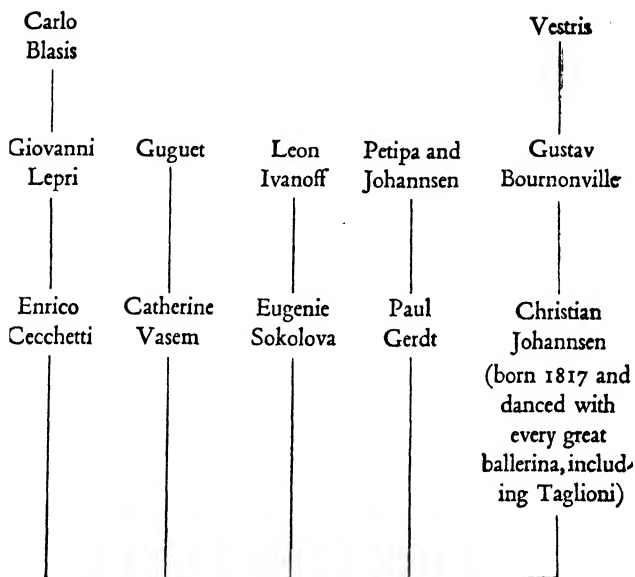 Carlo
Blasis
Vestris
Giovanni
Lepri
Guguet
Leon
Ivanoff
Petipa and
Johannsen
Gustav
Bournonville
Enrico
Cecchetti
Catherine
Vasem
Eugenie
Sokolova
Paul
Gerdt
Christian
Johannsen
(born 1817 and
danced with
every great
ballerina, includ-
ing Taglioni)